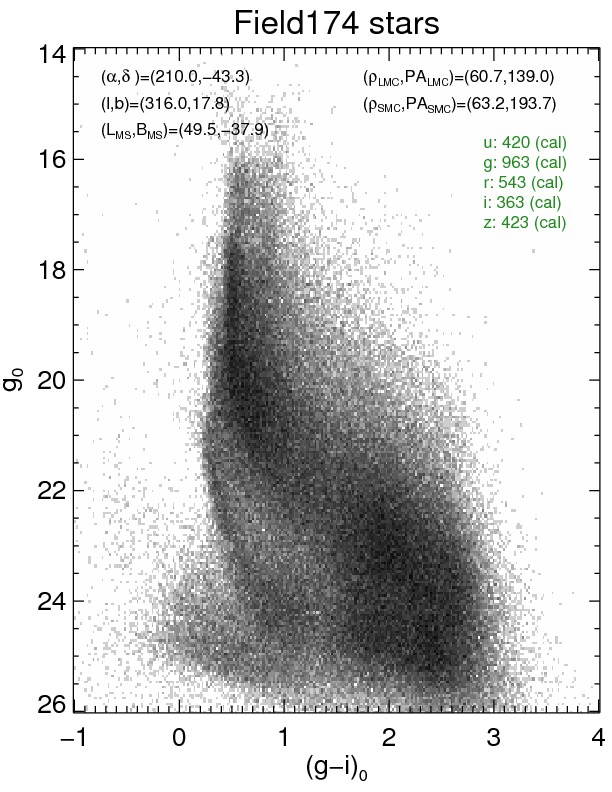 Field174 stars
(α,δ)=(210.0,−43.3)
(ρLMC,PALMC)=(60.7,139.0)
(l,b)=(316.0,17.8)
(ρSMC,PASMC)=(63.2,193.7)
(LMS,BMS)=(49.5,−37.9)
u: 420 (cal)
g: 963 (cal)
r: 543 (cal)
i: 363 (cal)
z: 423 (cal)
14
16
18
20
22
24
26
g0
−1 0 1 2 3 4
(g−i)0